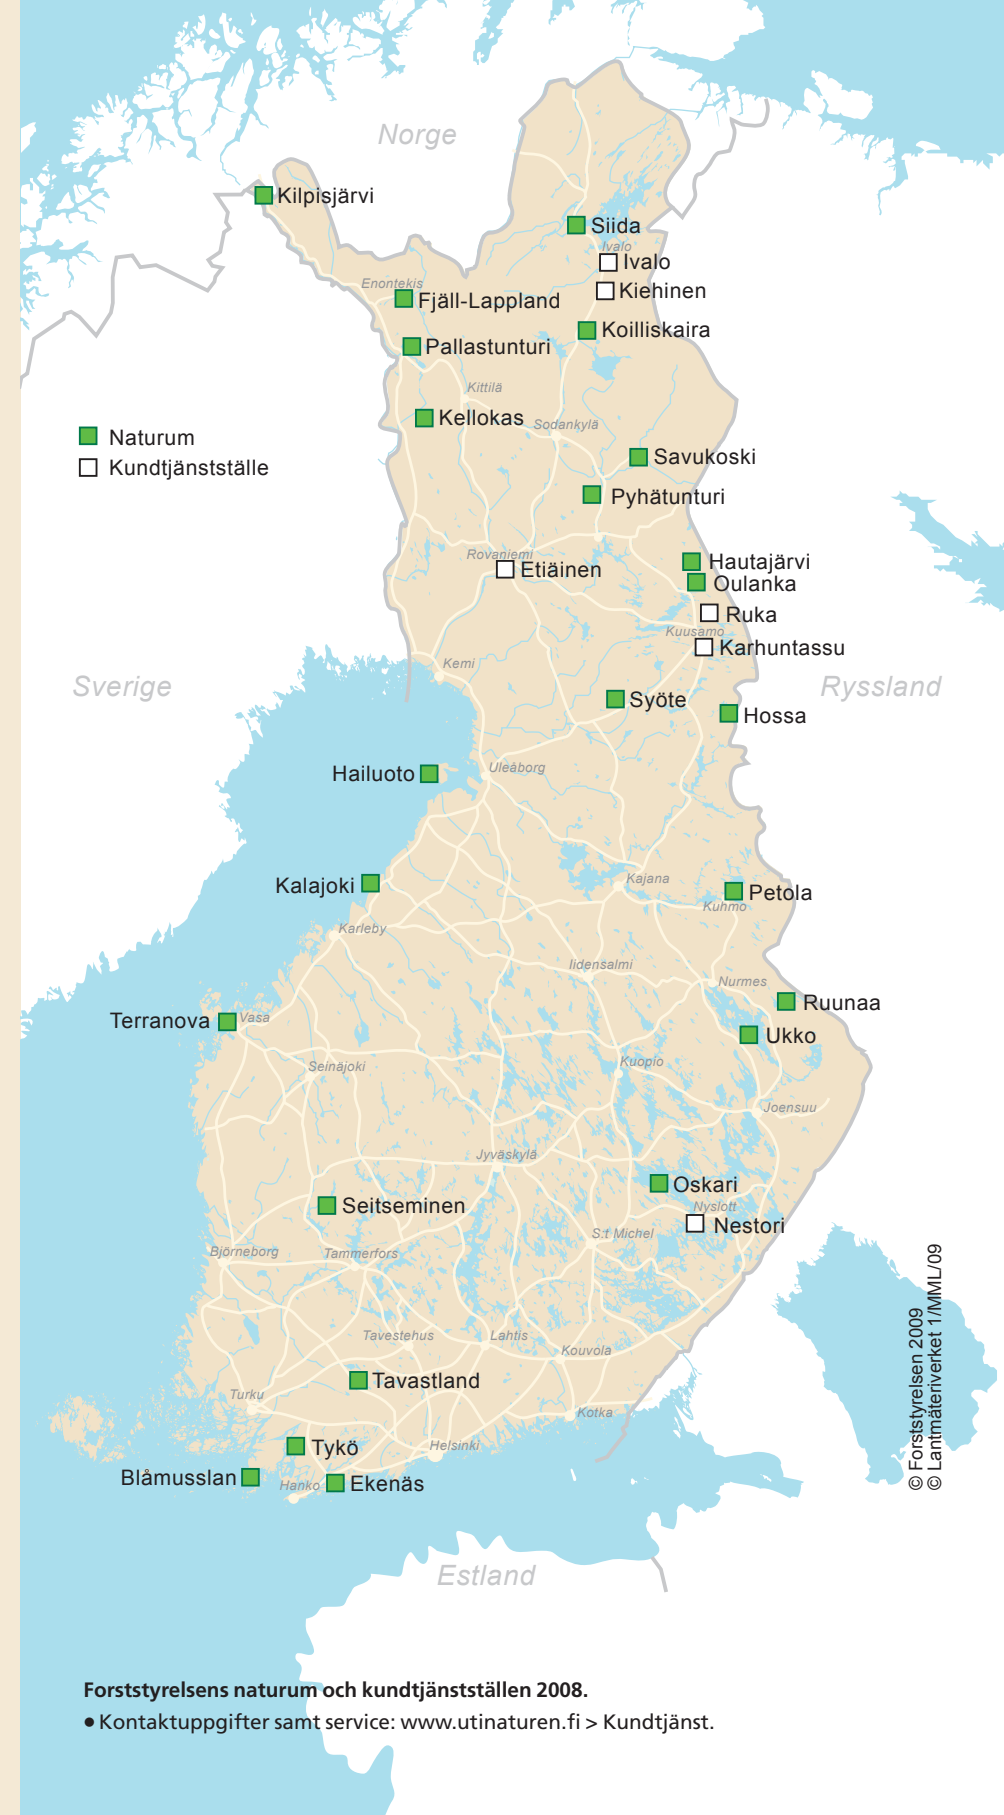 Norge
Kilpisjärvi
Siida
Ivalo
Ivalo
Enontekis
Kiehinen
Fjäll-Lappland
Koilliskaira
Pallastunturi
Kittilä
Kellokas
Sodankylä
Naturum
Kundtjänstställe
Savukoski
Pyhätunturi
Rovaniemi
Hautajärvi
Etiäinen
Oulanka
Ruka
Kuusamo
Karhuntassu
Kemi
Sverige
Ryssland
Syöte
Hossa
Uleåborg
Hailuoto
Kajana
Kalajoki
Petola
Kuhmo
Karleby
Iidensalmi
Nurmes
Ruunaa
Terranova
Vasa
Ukko
Kuopio
Seinäjoki
Joensuu
Jyväskylä
Oskari
Seitseminen
Nyslott
Nestori
S:t Michel
Björneborg
Tammerfors
Tavestehus
Lahtis
Kouvola
Tavastland
Turku
Kotka
Tykö
Helsinki
Blåmusslan
Hanko
Ekenäs
© Forststyrelsen 2009
© Lantmäteriverket 1/MML/09
Estland
Forststyrelsens naturum och kundtjänstställen 2008.
• Kontaktuppgifter samt service: www.utinaturen.fi > Kundtjänst.